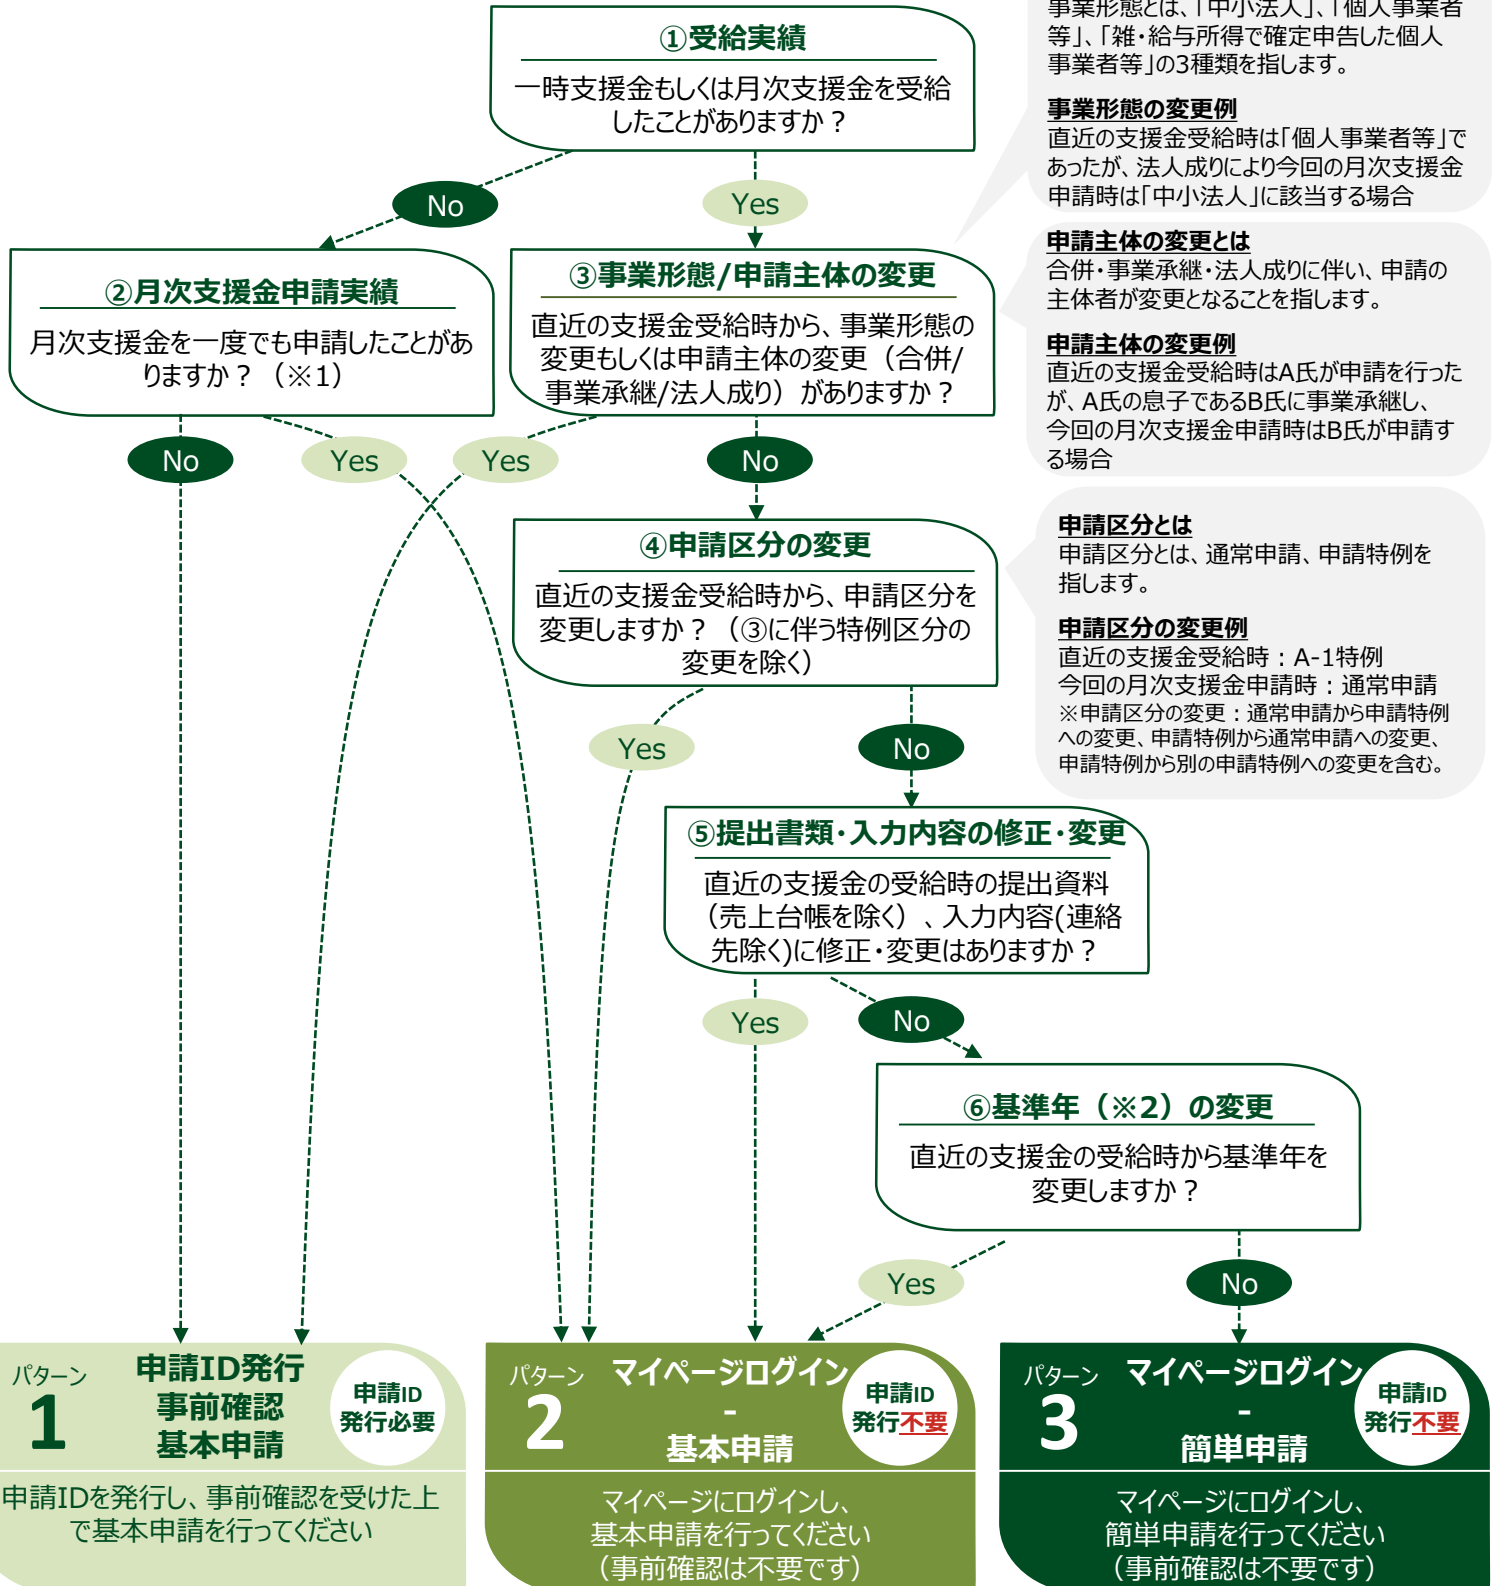 ①受給実績
一時支援金もしくは月次支援金を受給
したことがありますか？
No
Yes
事業形態とは、「中小法人」、「個人事業者
等」、「雑・給与所得で確定申告した個人
事業者等」の3種類を指します。
事業形態の変更例
直近の支援金受給時は「個人事業者等」で
あったが、法人成りにより今回の月次支援金
申請時は「中小法人」に該当する場合
②月次支援金申請実績
月次支援金を一度でも申請したことがあ
りますか？（※1）
No
Yes
③事業形態/申請主体の変更
直近の支援金受給時から、事業形態の
変更もしくは申請主体の変更（合併/
事業承継/法人成り）がありますか？
Yes
No
申請主体の変更とは
合併・事業承継・法人成りに伴い、申請の
主体者が変更となることを指します。
申請主体の変更例
直近の支援金受給時はA氏が申請を行った
が、A氏の息子であるB氏に事業承継し、
今回の月次支援金申請時はB氏が申請す
る場合
④申請区分の変更
直近の支援金受給時から、申請区分を
変更しますか？（③に伴う特例区分の
変更を除く）
Yes
No
申請区分とは
申請区分とは、通常申請、申請特例を
指します。
申請区分の変更例
直近の支援金受給時：A-1特例
今回の月次支援金申請時：通常申請
※申請区分の変更：通常申請から申請特例
への変更、申請特例から通常申請への変更、
申請特例から別の申請特例への変更を含む。
⑤提出書類・入力内容の修正・変更
直近の支援金の受給時の提出資料
（売上台帳を除く）、入力内容(連絡
先除く)に修正・変更はありますか？
Yes
No
⑥基準年（※2）の変更
直近の支援金の受給時から基準年を
変更しますか？
Yes
No
パターン
1
申請ID発行
事前確認
基本申請
申請ID
発行必要
申請IDを発行し、事前確認を受けた上
で基本申請を行ってください
パターン
2
マイページログイン
-
基本申請
申請ID
発行不要
マイページにログインし、
基本申請を行ってください
（事前確認は不要です）
パターン
3
マイページログイン
-
簡単申請
申請ID
発行不要
マイページにログインし、
簡単申請を行ってください
（事前確認は不要です）